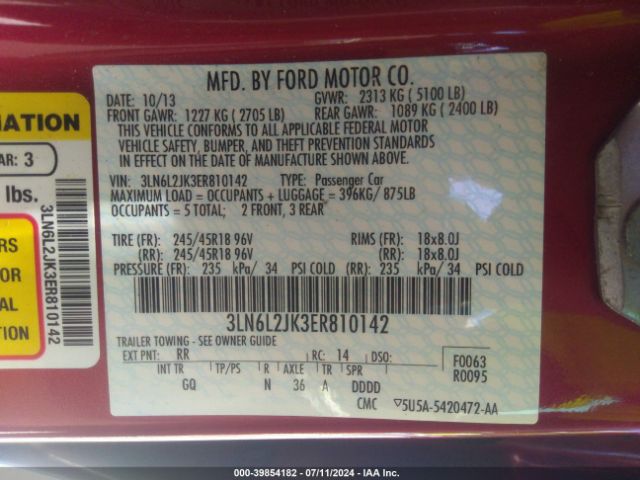 MFD. BY FORD MOTOR CO.
DATE: 10/13 GVWR: 2313 KG ( 5100 LB)
FRONT GAWR: 1227 KG ( 2705 LB) REAR GAWR: 1089 KG ( 2400 LB)
THIS VEHICLE CONFORMS TO ALL APPLICABLE FEDERAL MOTOR
VEHICLE SAFETY, BUMPER, AND THEFT PREVENTION STANDARDS
IN EFFECT ON THE DATE OF MANUFACTURE SHOWN ABOVE.
VIN: 3LN6L2JK3ER810142 TYPE: Passenger Car
MAXIMUM LOAD = OCCUPANTS + LUGGAGE = 396KG/ 875LB
OCCUPANTS = 5 TOTAL; 2 FRONT, 3 REAR
TIRE (FR): 245/45R18 96V RIMS (FR): 18x8.0J
(RR): 245/45R18 96V (RR): 18x8.0J
PRESSURE (FR): 235 kPa/ 34 PSI COLD (RR): 235 kPa/ 34 PSI COLD
3LN6L2JK3ER810142
TRAILER TOWING - SEE OWNER GUIDE
EXT PNT: RR RC: 14 DSO: F0063
INT TR TP/PS R AXLE TR SPR R0095
GQ N 36 A DDDD
CMC ▽5U5A-5420472-AA
MATION
AR: 3
lbs.
RS
OR
AL
S
3LN6L2JK3ER810142
000-39854182 - 07/11/2024 - IAA Inc.